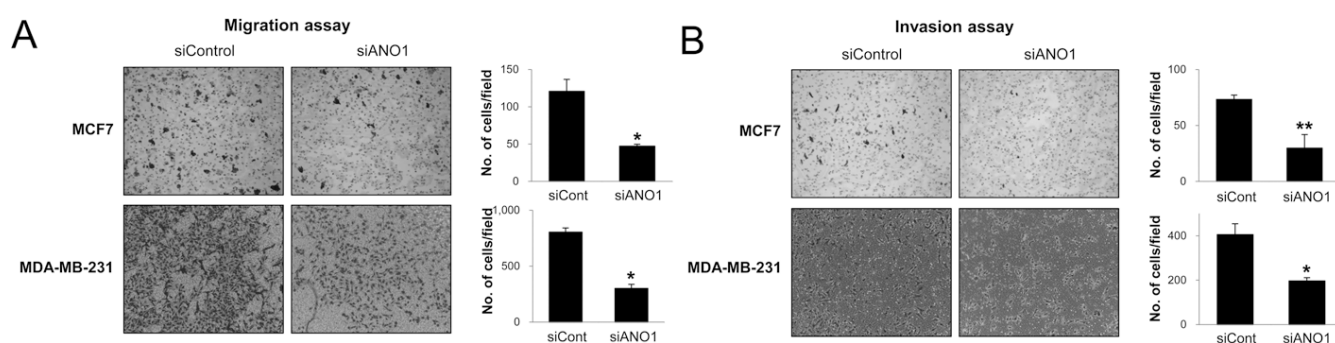 A
Migration assay
siControl siANO1
MCF7
MDA-MB-231
No. of cells/field
150
100
50
0
*
siCont siANO1
No. of cells/field
1,000
500
0
*
siCont siANO1
B
Invasion assay
siControl siANO1
MCF7
MDA-MB-231
No. of cells/field
100
50
0
**
siCont siANO1
No. of cells/field
400
200
0
*
siCont siANO1